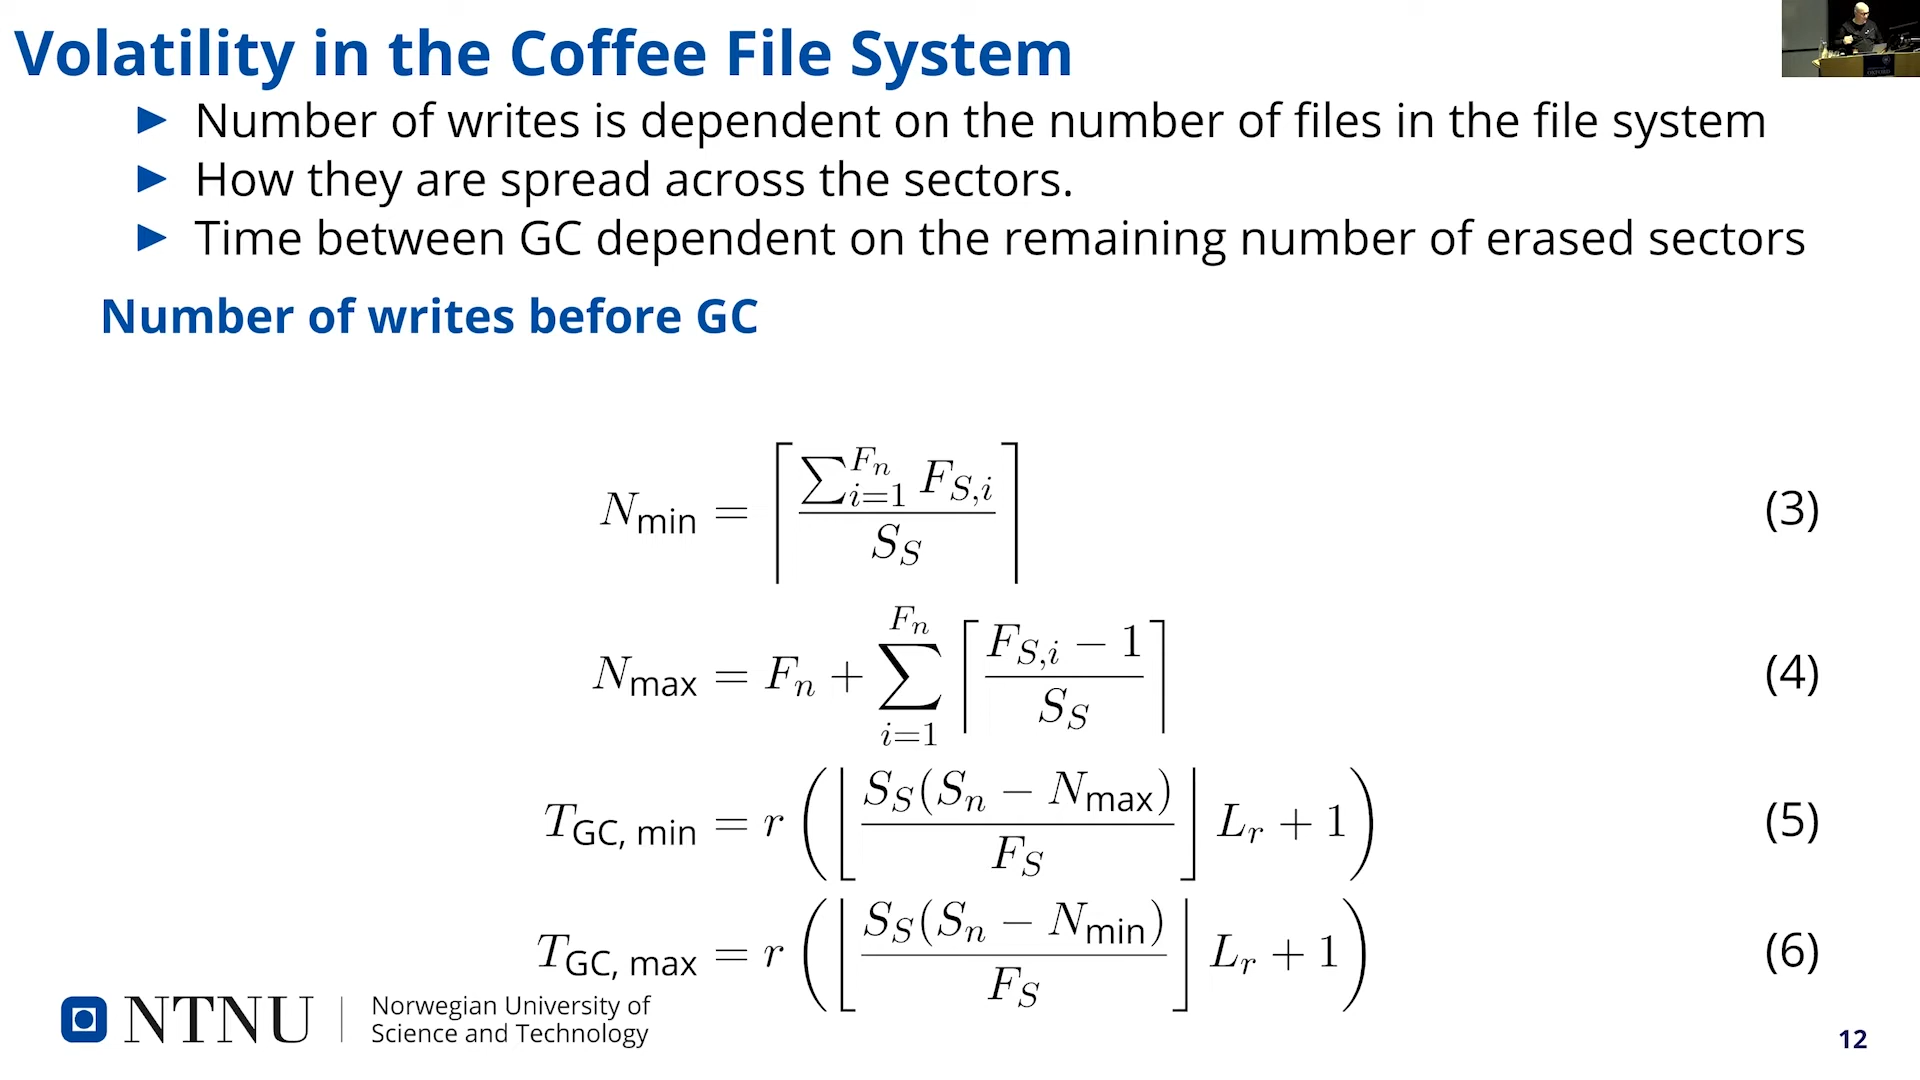 Volatility in the Coffee File System
▶ Number of writes is dependent on the number of files in the file system
▶ How they are spread across the sectors.
▶ Time between GC dependent on the remaining number of erased sectors
Number of writes before GC
N_min = ⌈ (∑_{i=1}^{F_n} F_{S,i}) / S_S ⌉ (3)
N_max = F_n + ∑_{i=1}^{F_n} ⌈ (F_{S,i} − 1) / S_S ⌉ (4)
T_{GC, min} = r ( ⌊ S_S(S_n − N_max) / F_S ⌋ L_r + 1 ) (5)
T_{GC, max} = r ( ⌊ S_S(S_n − N_min) / F_S ⌋ L_r + 1 ) (6)
NTNU
Norwegian University of
Science and Technology
12
OXFORD